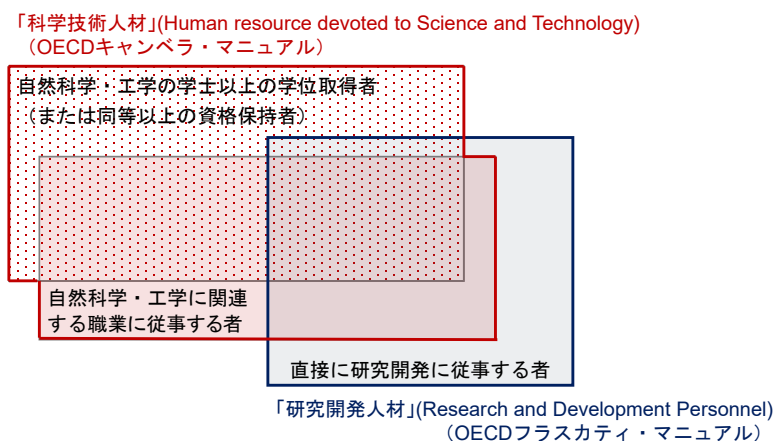 「科学技術人材」(Human resource devoted to Science and Technology)
（OECDキャンベラ・マニュアル）
自然科学・工学の学士以上の学位取得者
（または同等以上の資格保持者）
自然科学・工学に関連
する職業に従事する者
直接に研究開発に従事する者
「研究開発人材」(Research and Development Personnel)
（OECDフラスカティ・マニュアル）